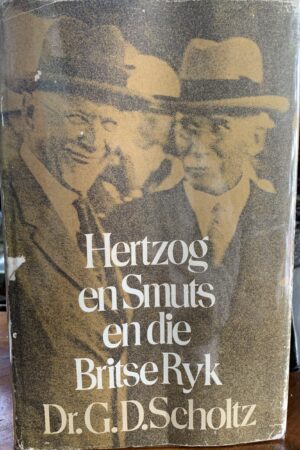 Hertzog
en Smuts
en die
Britse Ryk
Dr. G. D. Scholtz